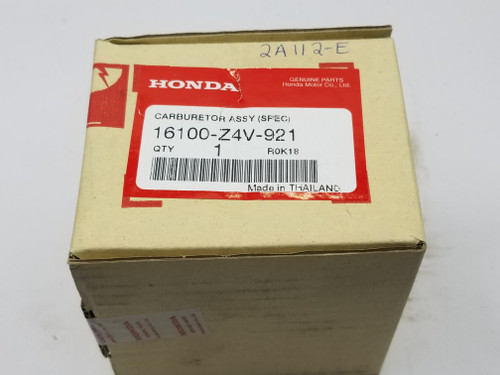 2A112-E
HONDA
GENUINE PARTS
Honda Motor Co., Ltd.
CARBURETOR ASSY (SPEC)
16100-Z4V-921
QTY 1 R0K18
Made in THAILAND
HONDA